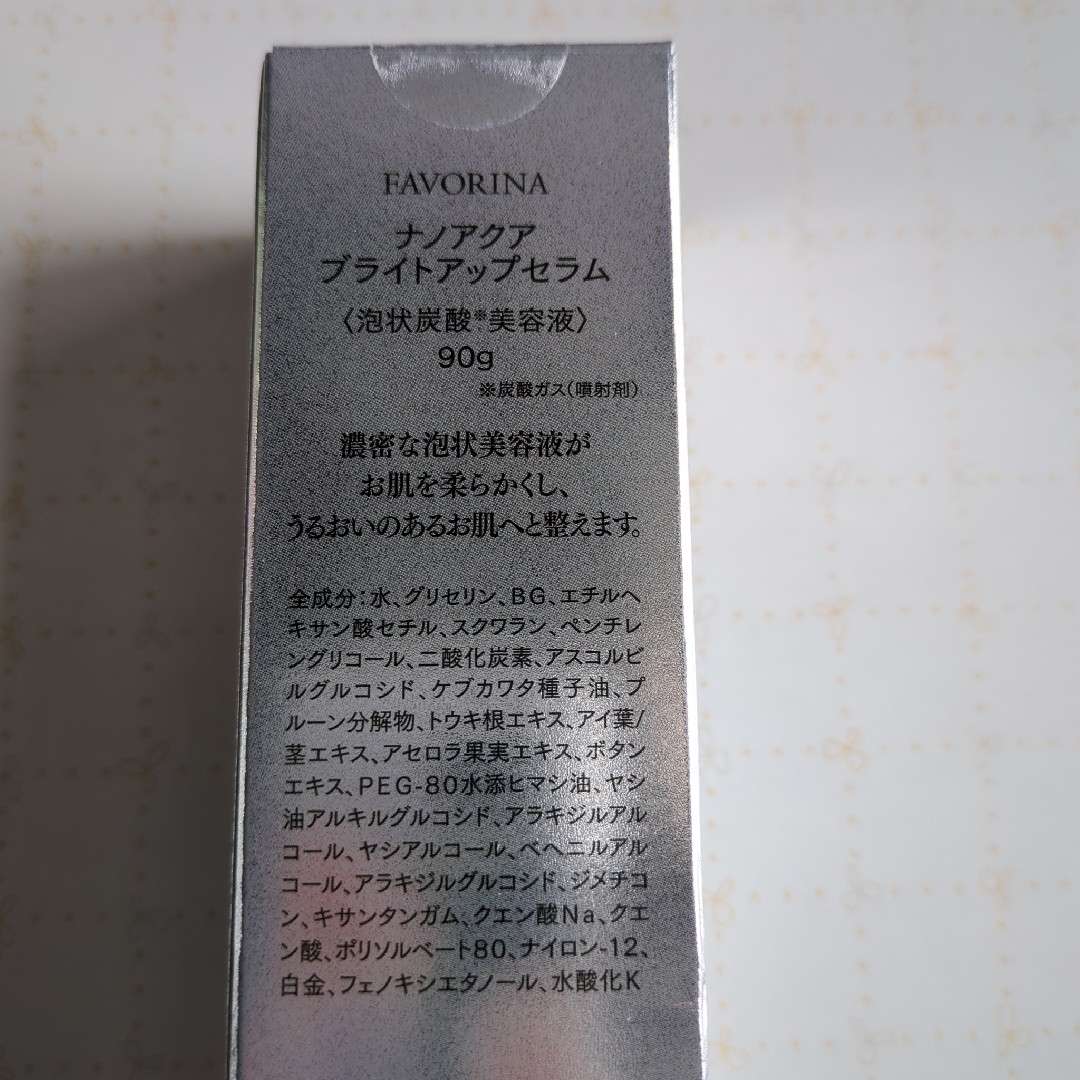 FAVORINA
ナノアクア
ブライトアップセラム
〈泡状炭酸※美容液〉
90g
※炭酸ガス(噴射剤)
濃密な泡状美容液が
お肌を柔らかくし、
うるおいのあるお肌へと整えます。
全成分:水、グリセリン、BG、エチルヘ
キサン酸セチル、スクワラン、ペンチレ
ングリコール、二酸化炭素、アスコルビ
ルグルコシド、ケブカワタ種子油、プ
ルーン分解物、トウキ根エキス、アイ葉/
茎エキス、アセロラ果実エキス、ボタン
エキス、PEG-80水添ヒマシ油、ヤシ
油アルキルグルコシド、アラキジルアル
コール、ヤシアルコール、ベヘニルアル
コール、アラキジルグルコシド、ジメチコ
ン、キサンタンガム、クエン酸Na、クエ
ン酸、ポリソルベート80、ナイロン-12、
白金、フェノキシエタノール、水酸化K